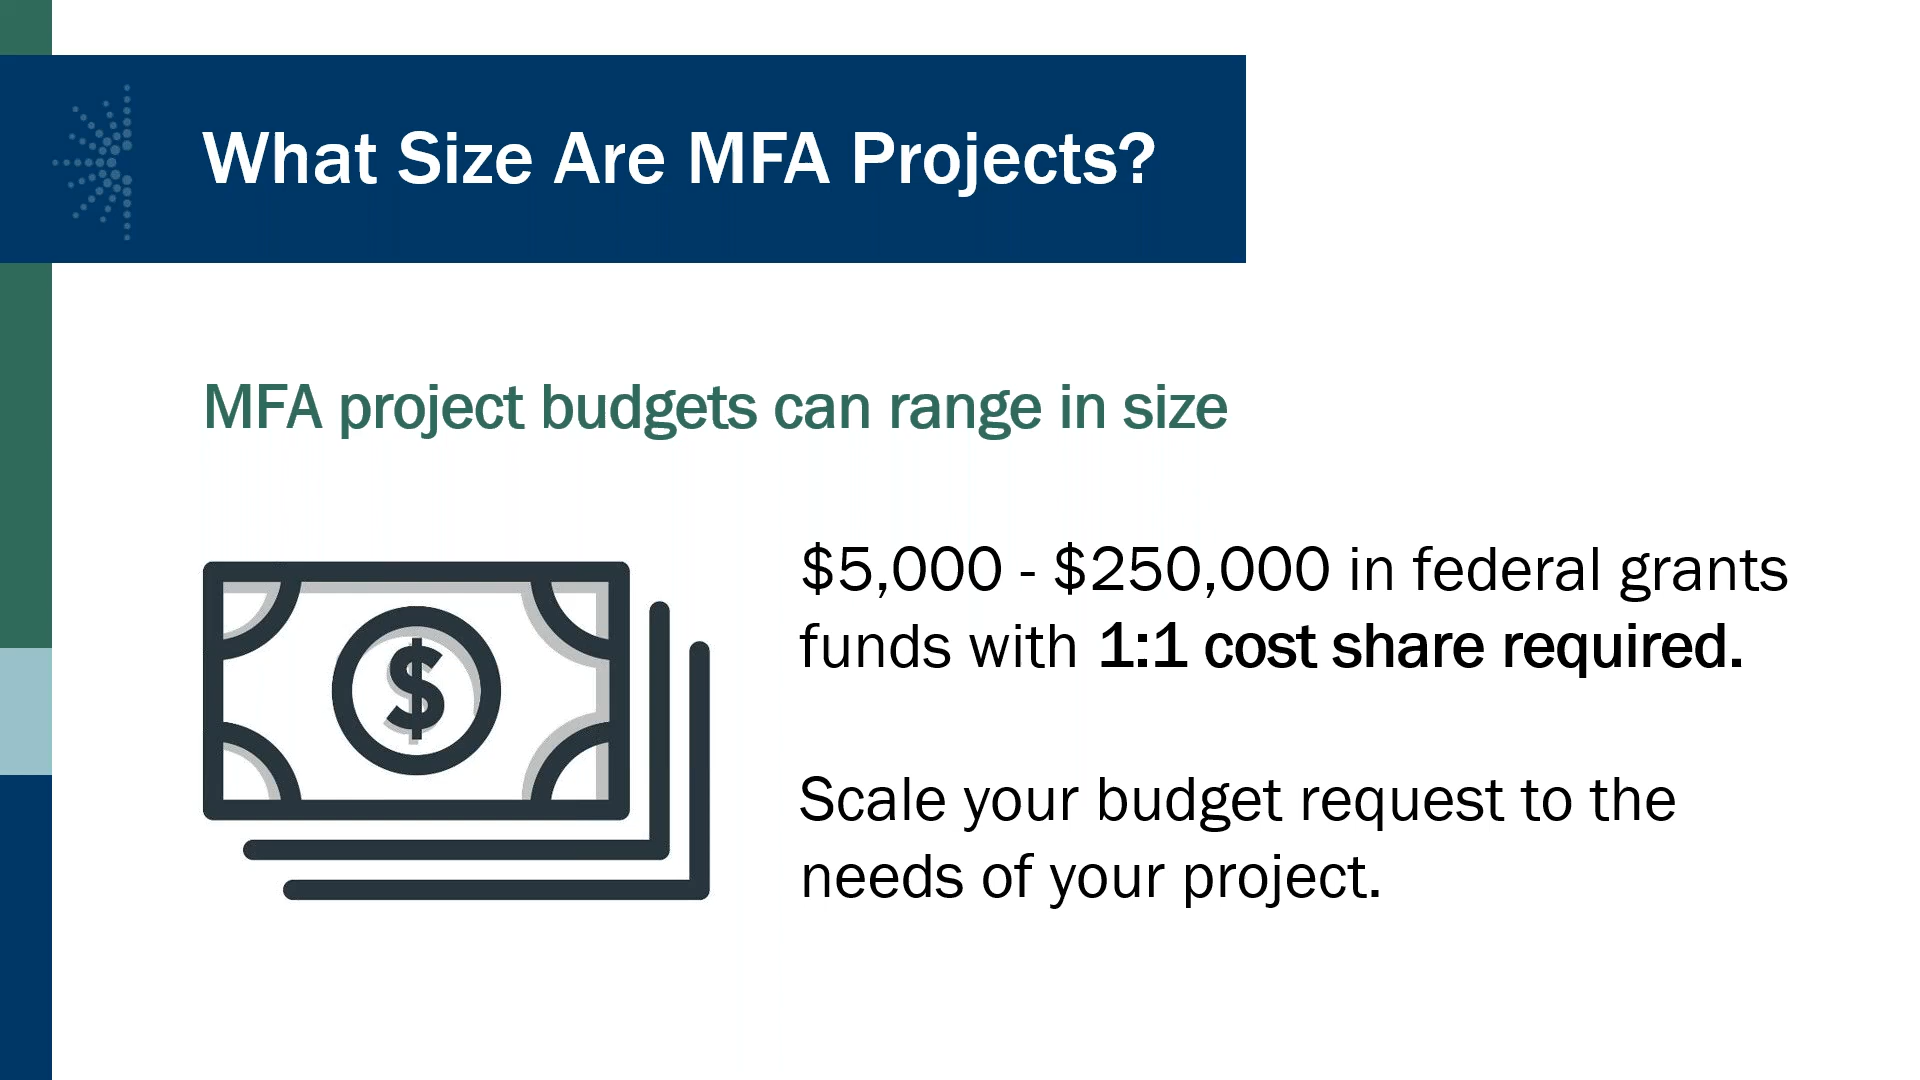 What Size Are MFA Projects?
MFA project budgets can range in size
$
$5,000 - $250,000 in federal grants
funds with 1:1 cost share required.
Scale your budget request to the
needs of your project.